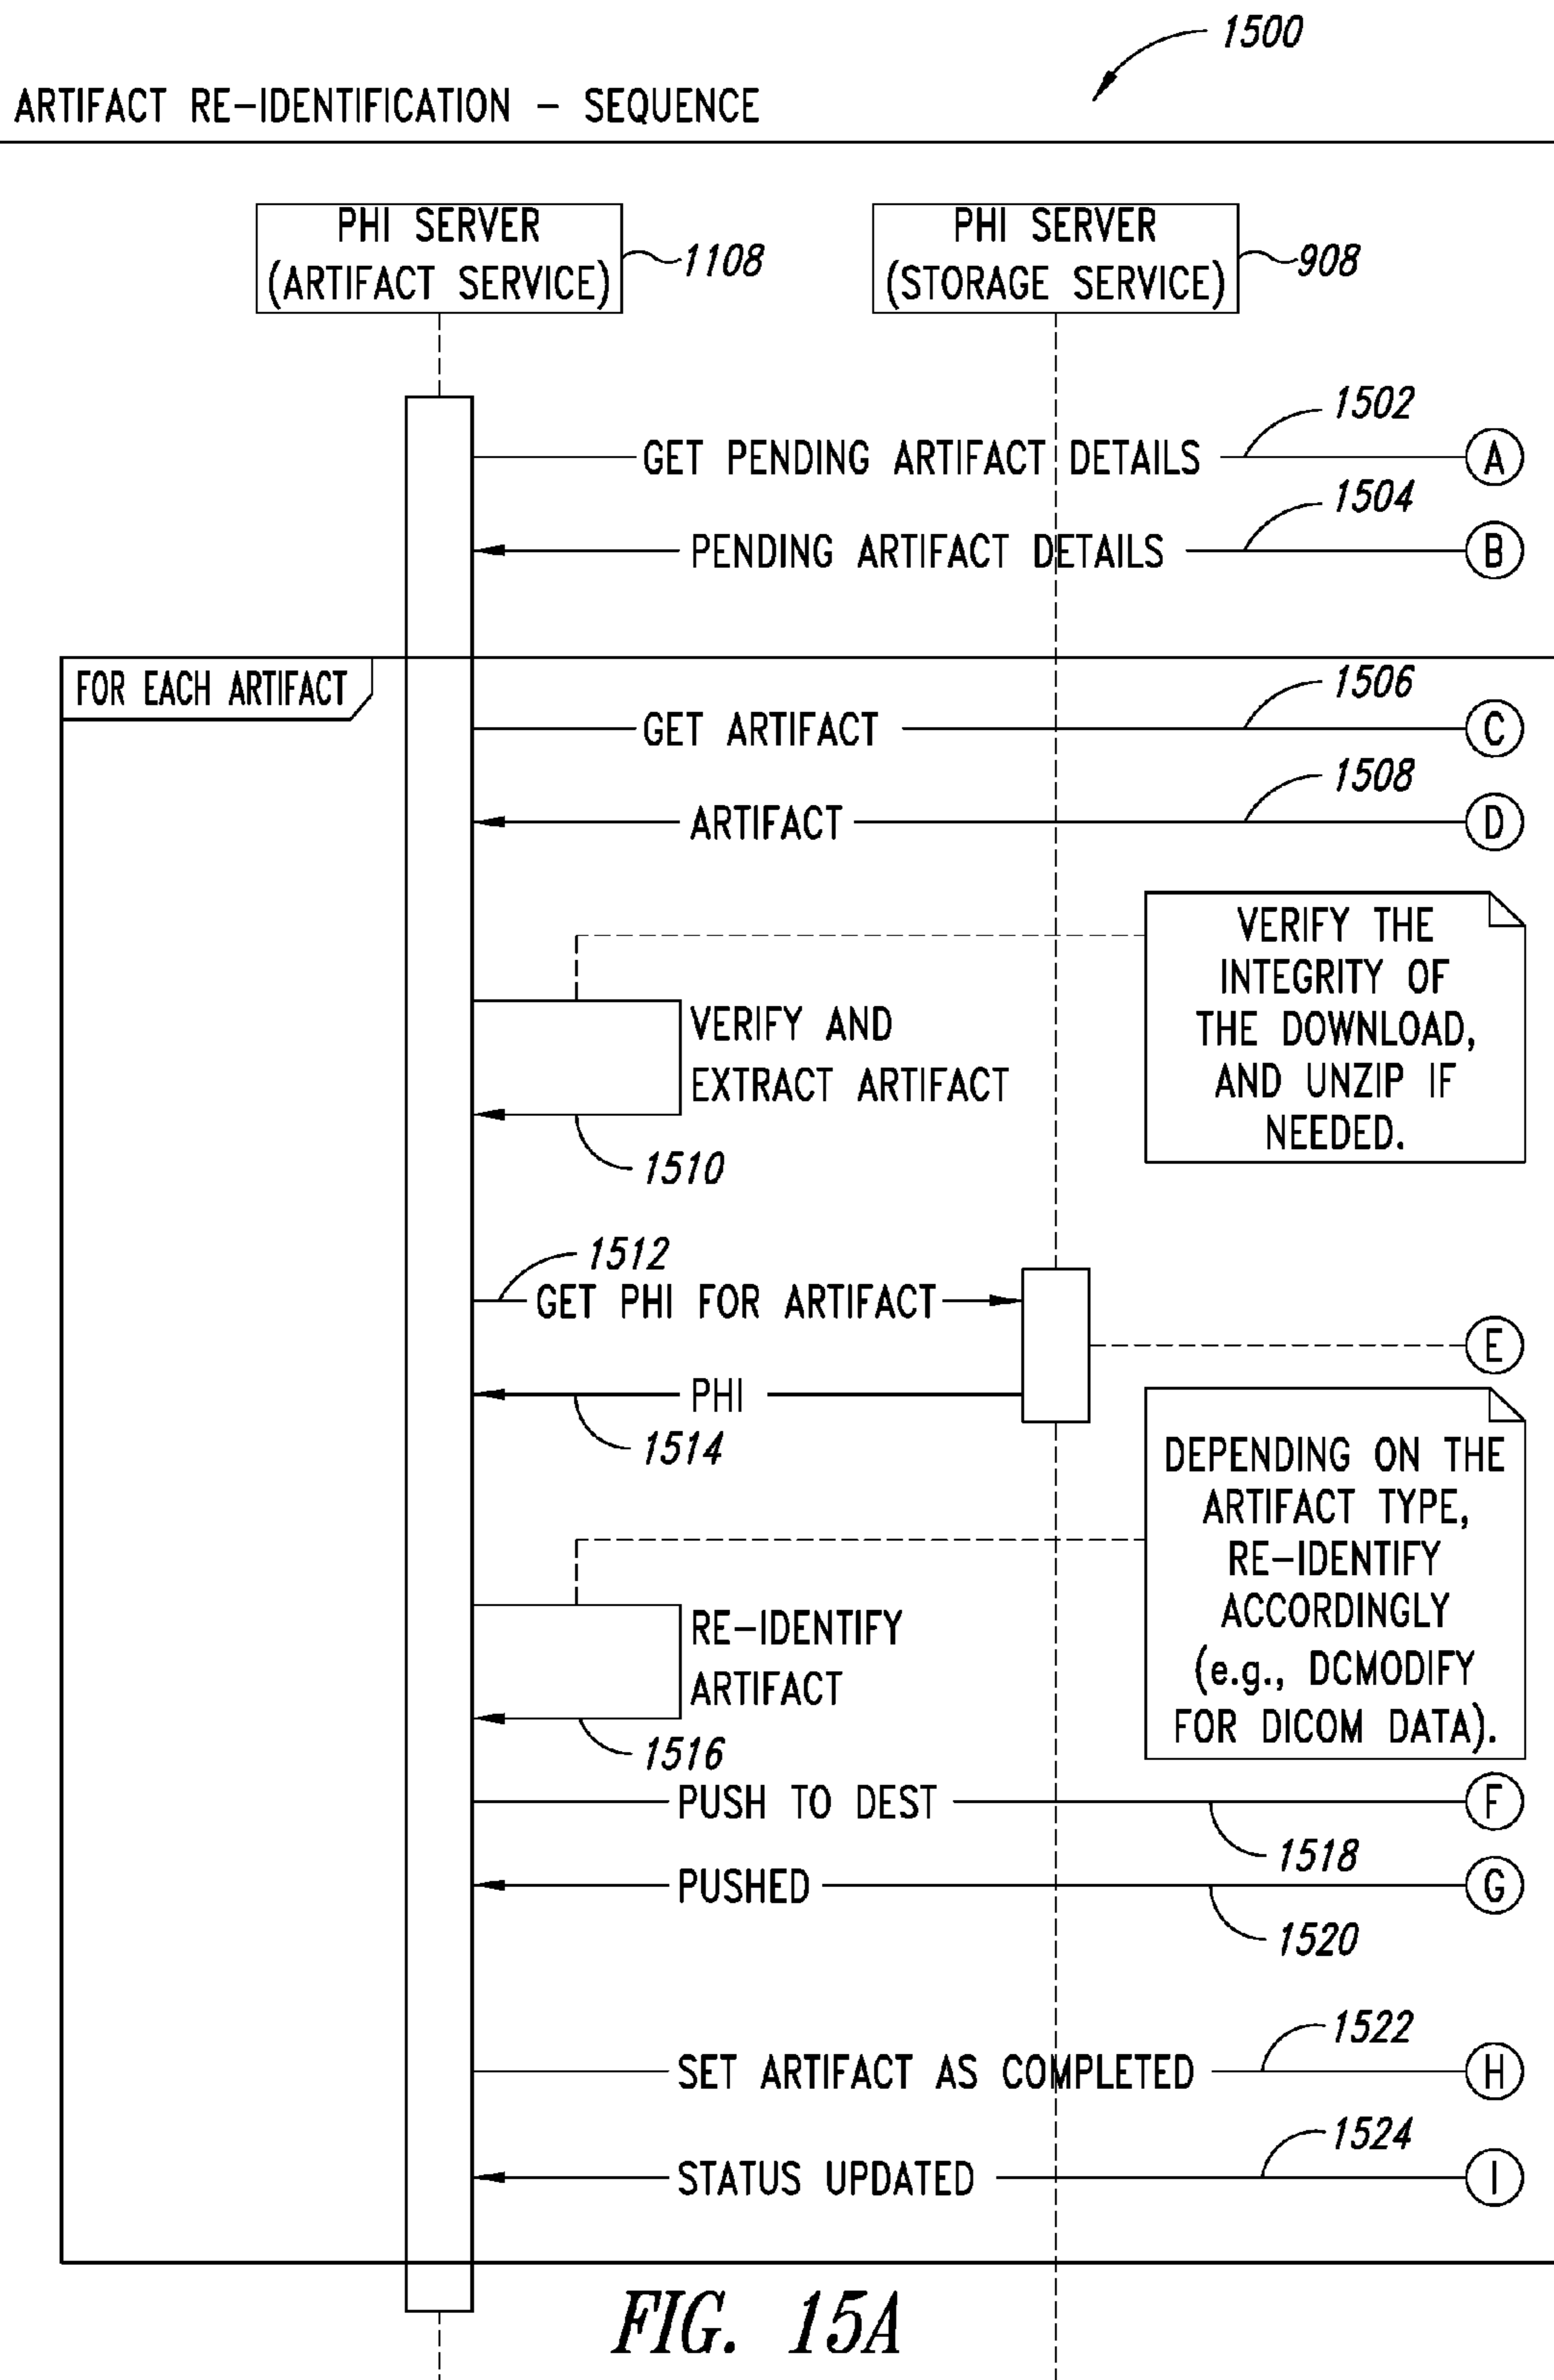 1500
ARTIFACT RE-IDENTIFICATION - SEQUENCE
PHI SERVER
(ARTIFACT SERVICE)
1108
PHI SERVER
(STORAGE SERVICE)
908
1502
GET PENDING ARTIFACT DETAILS
A
1504
PENDING ARTIFACT DETAILS
B
FOR EACH ARTIFACT
1506
GET ARTIFACT
C
1508
ARTIFACT
D
VERIFY THE
INTEGRITY OF
THE DOWNLOAD,
AND UNZIP IF
NEEDED.
VERIFY AND
EXTRACT ARTIFACT
1510
1512
GET PHI FOR ARTIFACT
E
PHI
1514
DEPENDING ON THE
ARTIFACT TYPE,
RE-IDENTIFY
ACCORDINGLY
(e.g., DCMODIFY
FOR DICOM DATA).
RE-IDENTIFY
ARTIFACT
1516
PUSH TO DEST
F
1518
PUSHED
G
1520
1522
SET ARTIFACT AS COMPLETED
H
1524
STATUS UPDATED
I
FIG. 15A